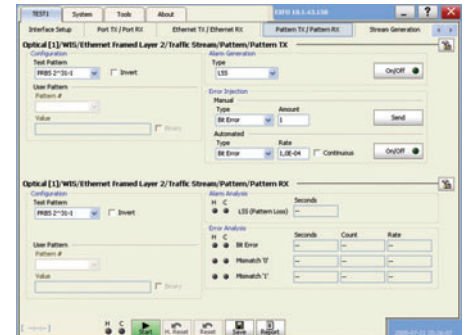 TEST1 System Tools About EXFO 10.1.43.150 ?
Interface Setup Port TX / Port RX Ethernet TX / Ethernet RX Pattern TX / Pattern RX Stream Generation
Optical [1]/WIS/Ethernet Framed Layer 2/Traffic Stream/Pattern/Pattern TX
Configuration Alarm Generation
Test Pattern Type
PRBS 2^31-1 Invert LSS On/Off
User Pattern Error Injection
Pattern # Manual
Type Amount
Value Bit Error 1 Send
Binary Automated
Type Rate
Bit Error 1,0E-04 Continuous On/Off
Optical [1]/WIS/Ethernet Framed Layer 2/Traffic Stream/Pattern/Pattern RX
Configuration Alarm Analysis
Test Pattern H C Seconds
PRBS 2^31-1 Invert LSS (Pattern Loss) --
Error Analysis
User Pattern H C Seconds Count Rate
Pattern # Bit Error -- -- --
Mismatch '0' -- -- --
Value Mismatch '1' -- -- --
Binary
[ --:--:-- ] H C Start H. Reset Reset Save Report